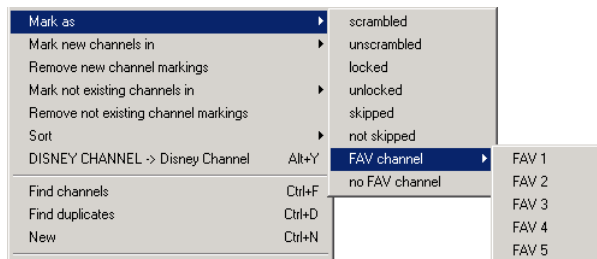 Mark as
Mark new channels in
Remove new channel markings
Mark not existing channels in
Remove not existing channel markings
Sort
DISNEY CHANNEL -> Disney Channel Alt+Y
Find channels Ctrl+F
Find duplicates Ctrl+D
New Ctrl+N
scrambled
unscrambled
locked
unlocked
skipped
not skipped
FAV channel
no FAV channel
FAV 1
FAV 2
FAV 3
FAV 4
FAV 5